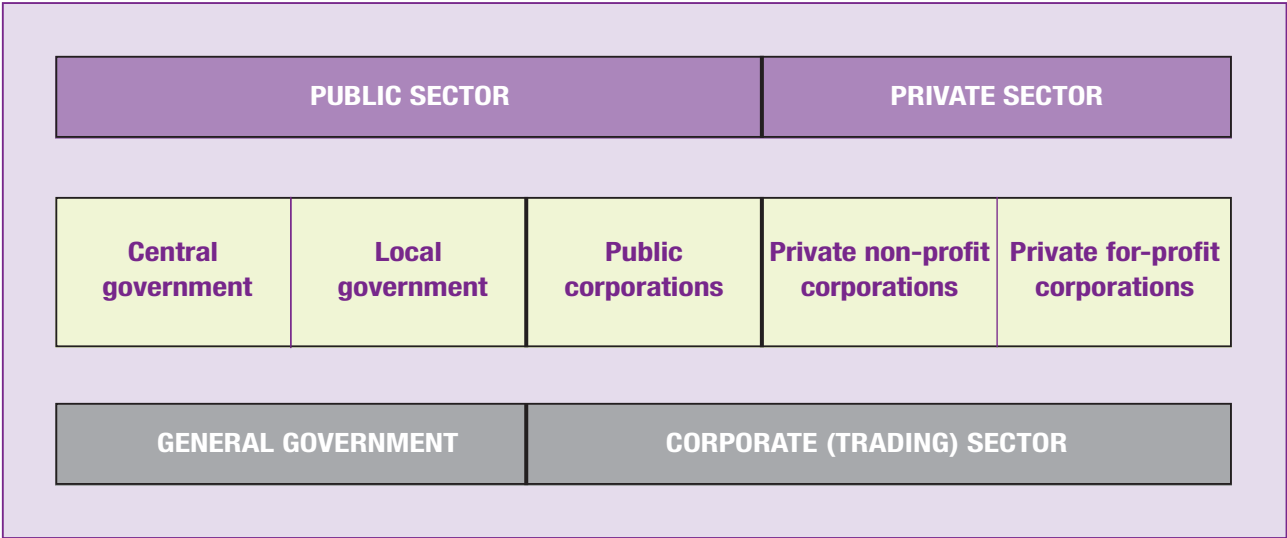 PUBLIC SECTOR
PRIVATE SECTOR
Central
government
Local
government
Public
corporations
Private non-profit
corporations
Private for-profit
corporations
GENERAL GOVERNMENT
CORPORATE (TRADING) SECTOR